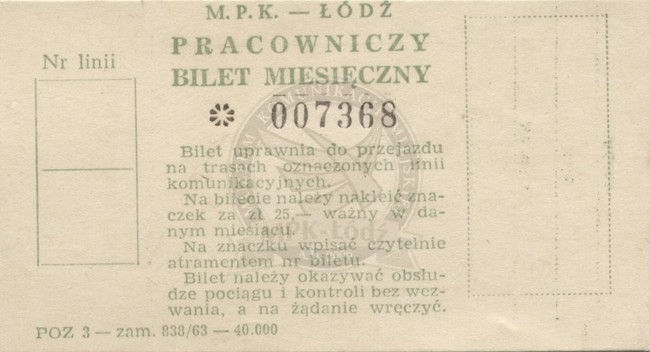 M. P. K. — ŁÓDŹ
PRACOWNICZY
BILET MIESIĘCZNY
Nr linii
007368
Bilet uprawnia do przejazdu
na trasach oznaczonych linii
komunikacyjnych.
Na bilecie należy nakleić zna-
czek za zł 25,— ważny w da-
nym miesiącu.
Na znaczku wpisać czytelnie
atramentem nr biletu.
Bilet należy okazywać obsłu-
dze pociągu i kontroli bez wez-
wania, a na żądanie wręczyć.
MPK-Łódź
POZ 3 — zam. 838/63 — 40.000